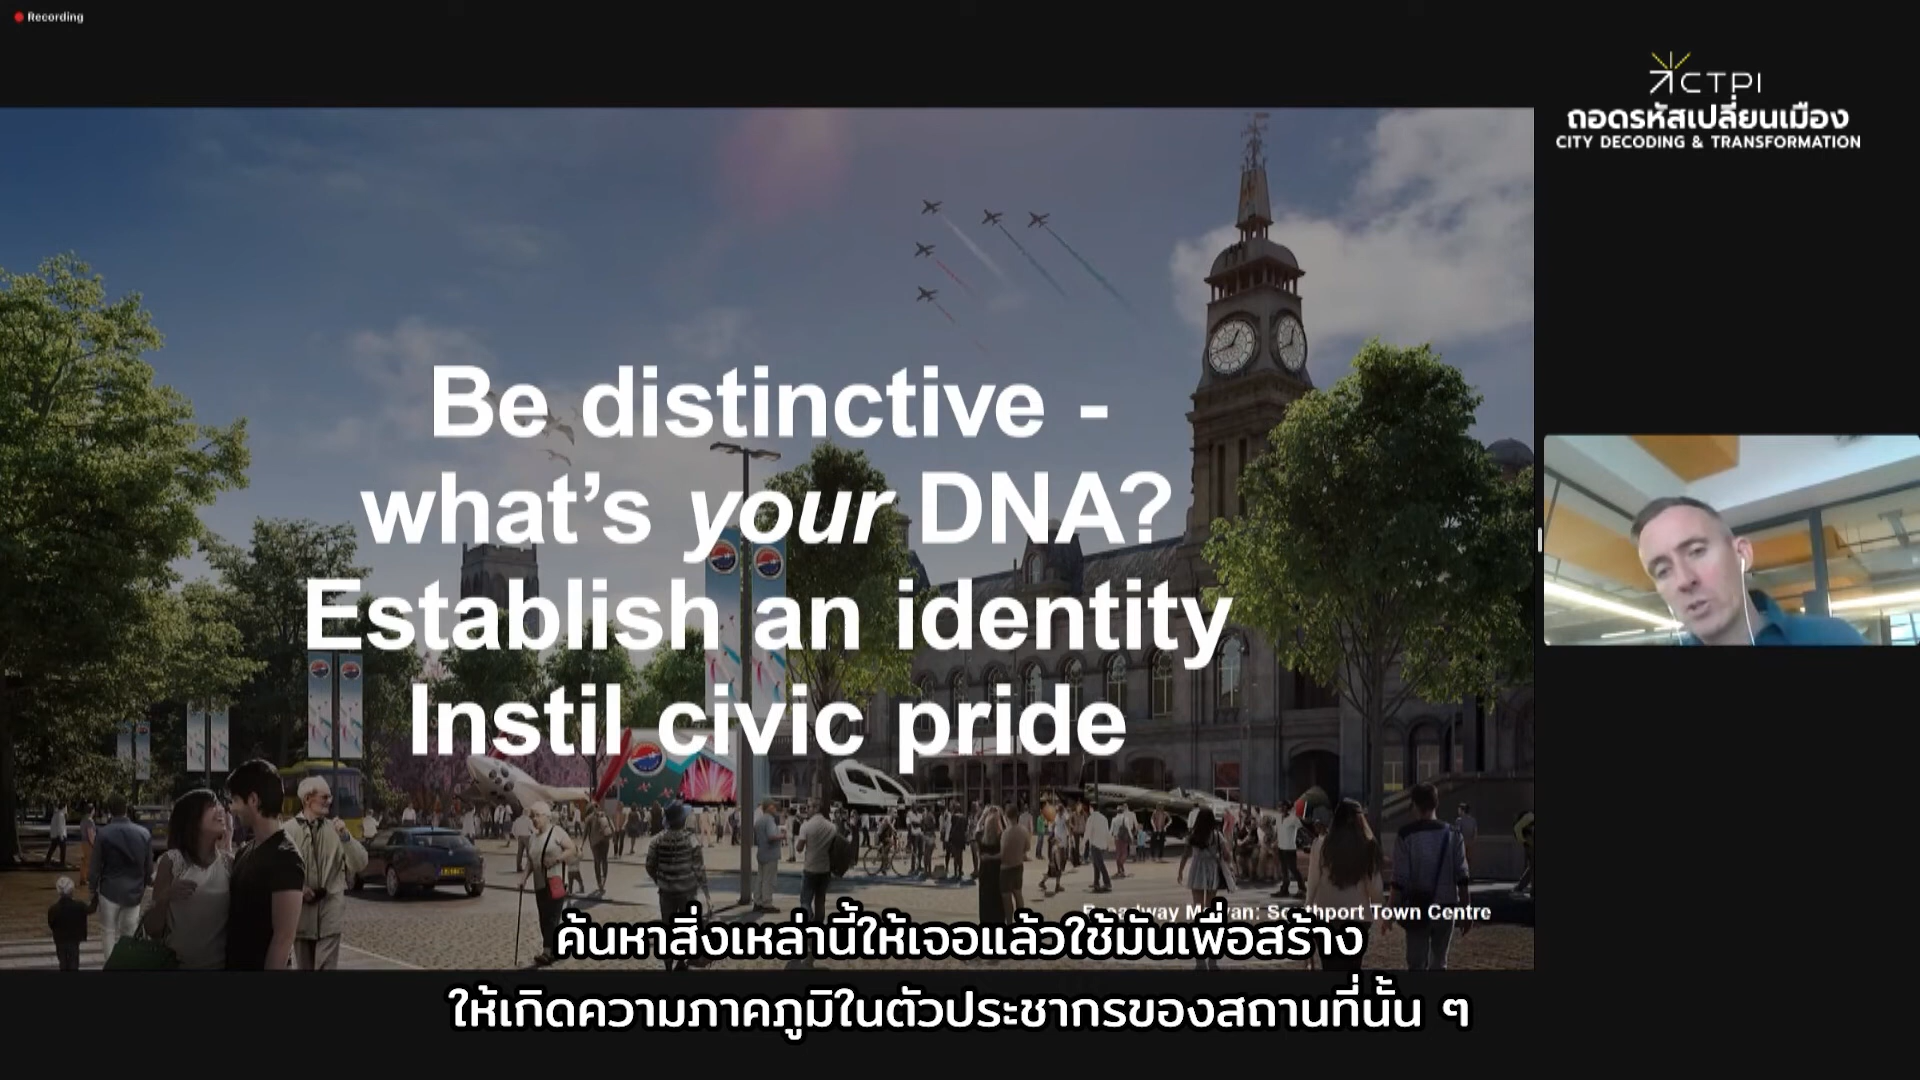 Recording
CTPI
ถอดรหัสเปลี่ยนเมือง
CITY DECODING & TRANSFORMATION
Be distinctive -
what's your DNA?
Establish an identity
Instil civic pride
Broadway Malyan: Southport Town Centre
ค้นหาสิ่งเหล่านี้ให้เจอแล้วใช้มันเพื่อสร้าง
ให้เกิดความภาคภูมิในตัวประชากรของสถานที่นั้น ๆ